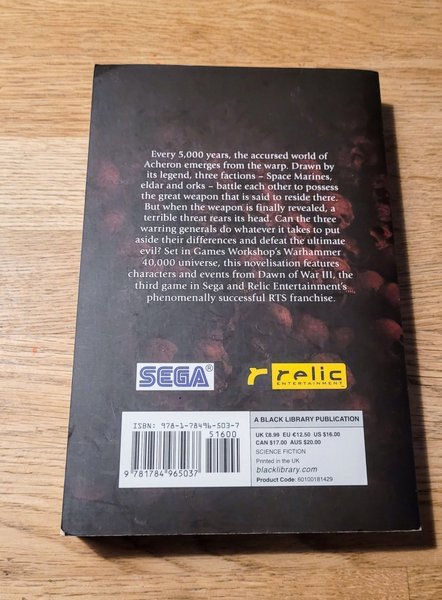 Every 5,000 years, the accursed world of
Acheron emerges from the warp. Drawn by
its legend, three factions – Space Marines,
eldar and orks – battle each other to possess
the great weapon that is said to reside there.
But when the weapon is finally revealed, a
terrible threat rears its head. Can the three
warring generals do whatever it takes to put
aside their differences and defeat the ultimate
evil? Set in Games Workshop's Warhammer
40,000 universe, this novelisation features
characters and events from Dawn of War III, the
third game in Sega and Relic Entertainment's
phenomenally successful RTS franchise.
SEGA®
relic
ENTERTAINMENT
ISBN: 978-1-78496-503-7
51600
9 781784 965037
A BLACK LIBRARY PUBLICATION
UK £8.99 EU €12.50 US $16.00
CAN $17.00 AUS $20.00
SCIENCE FICTION
Printed in the UK
blacklibrary.com
Product Code: 60100181429